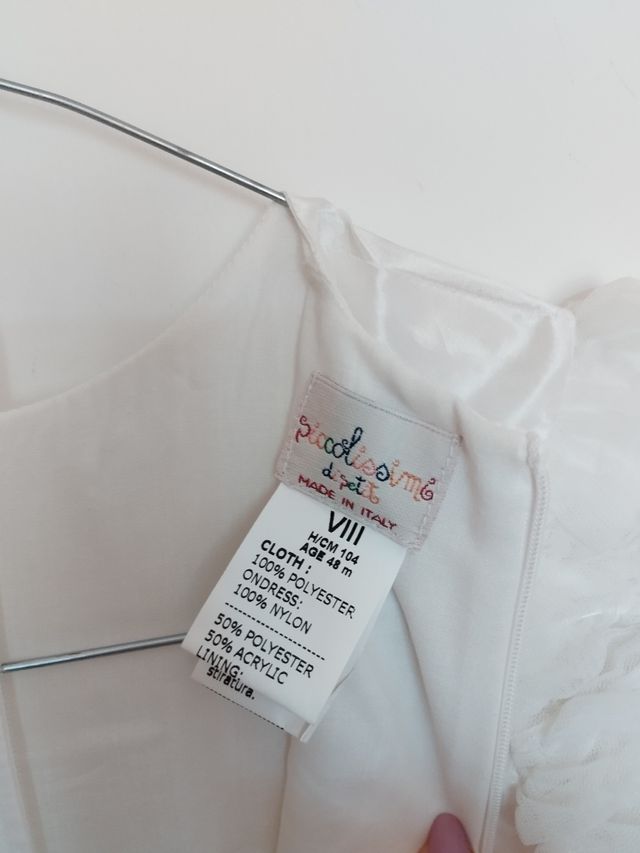 piccolissimi
di petit
MADE IN ITALY
VIII
H/CM 104
AGE 48 m
CLOTH :
100% POLYESTER
ONDRESS:
100% NYLON
50% POLYESTER
50% ACRYLIC
LINING:
stiratura.